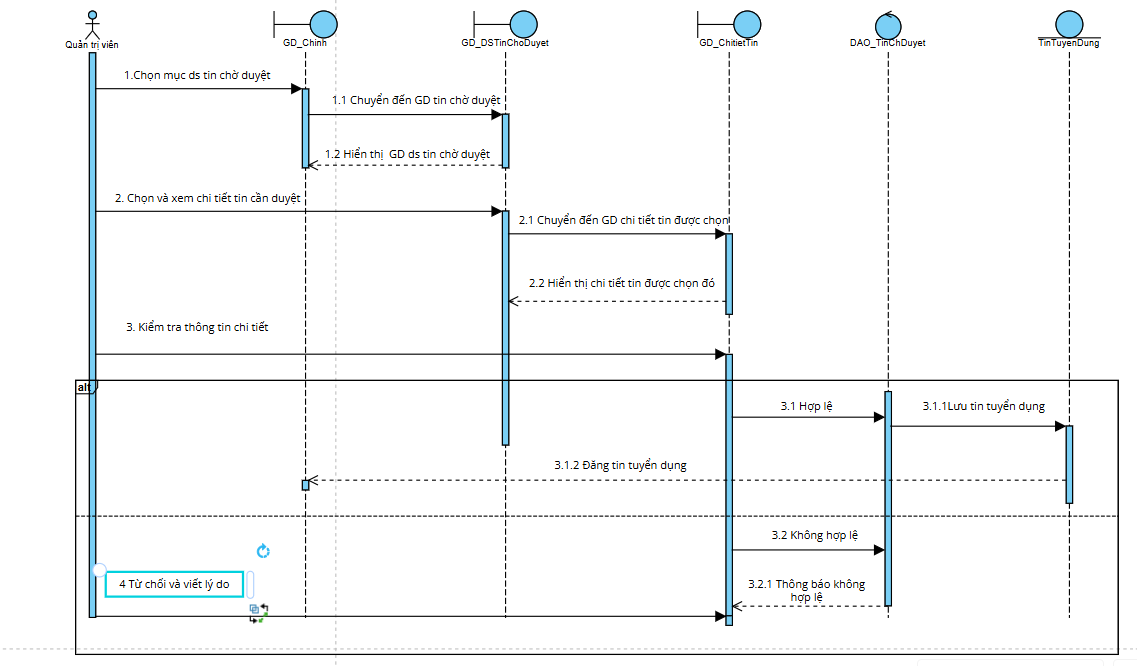 Quản trị viên
GD_Chinh
GD_DSTinChoDuyet
GD_ChitietTin
DAO_TinChDuyet
TinTuyenDung
1.Chọn mục ds tin chờ duyệt
1.1 Chuyển đến GD tin chờ duyệt
1.2 Hiển thị GD ds tin chờ duyệt
2. Chọn và xem chi tiết tin cần duyệt
2.1 Chuyển đến GD chi tiết tin được chọn
2.2 Hiển thị chi tiết tin được chọn đó
3. Kiểm tra thông tin chi tiết
alt
3.1 Hợp lệ
3.1.1Lưu tin tuyển dụng
3.1.2 Đăng tin tuyển dụng
3.2 Không hợp lệ
4 Từ chối và viết lý do
3.2.1 Thông báo không
hợp lệ